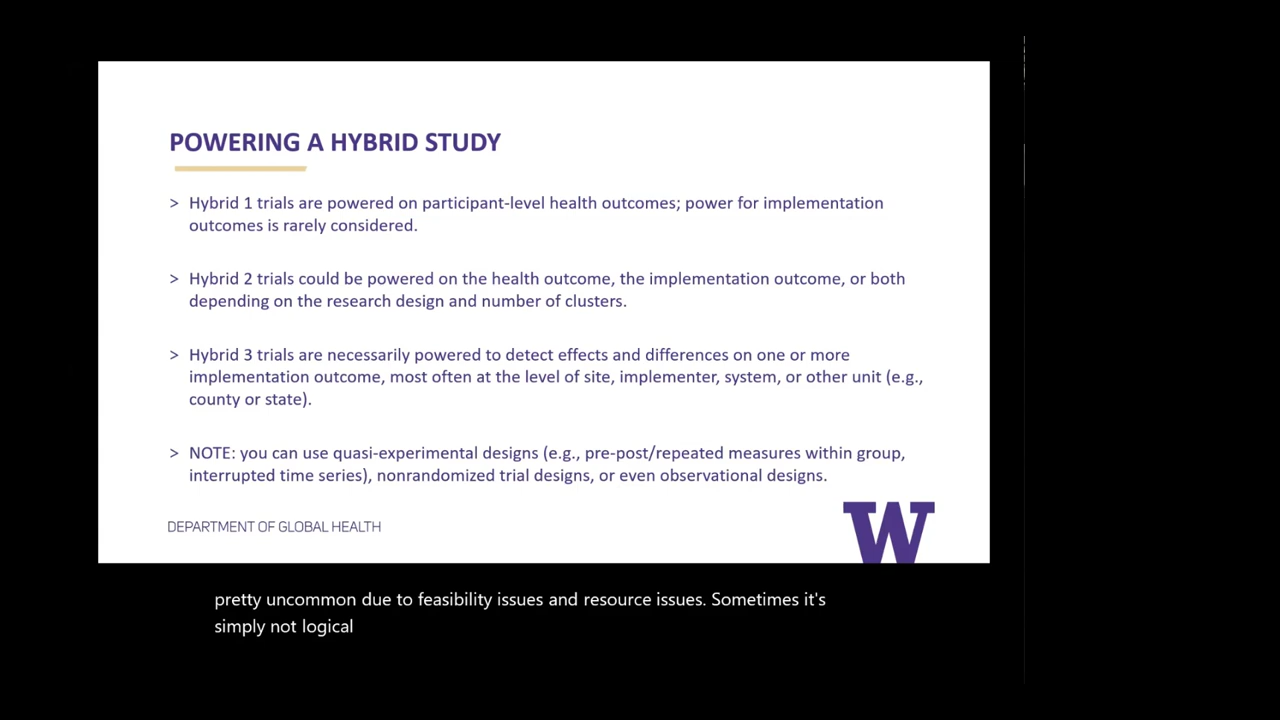 POWERING A HYBRID STUDY
> Hybrid 1 trials are powered on participant-level health outcomes; power for implementation
outcomes is rarely considered.
> Hybrid 2 trials could be powered on the health outcome, the implementation outcome, or both
depending on the research design and number of clusters.
> Hybrid 3 trials are necessarily powered to detect effects and differences on one or more
implementation outcome, most often at the level of site, implementer, system, or other unit (e.g.,
county or state).
> NOTE: you can use quasi-experimental designs (e.g., pre-post/repeated measures within group,
interrupted time series), nonrandomized trial designs, or even observational designs.
DEPARTMENT OF GLOBAL HEALTH
W
pretty uncommon due to feasibility issues and resource issues. Sometimes it's
simply not logical